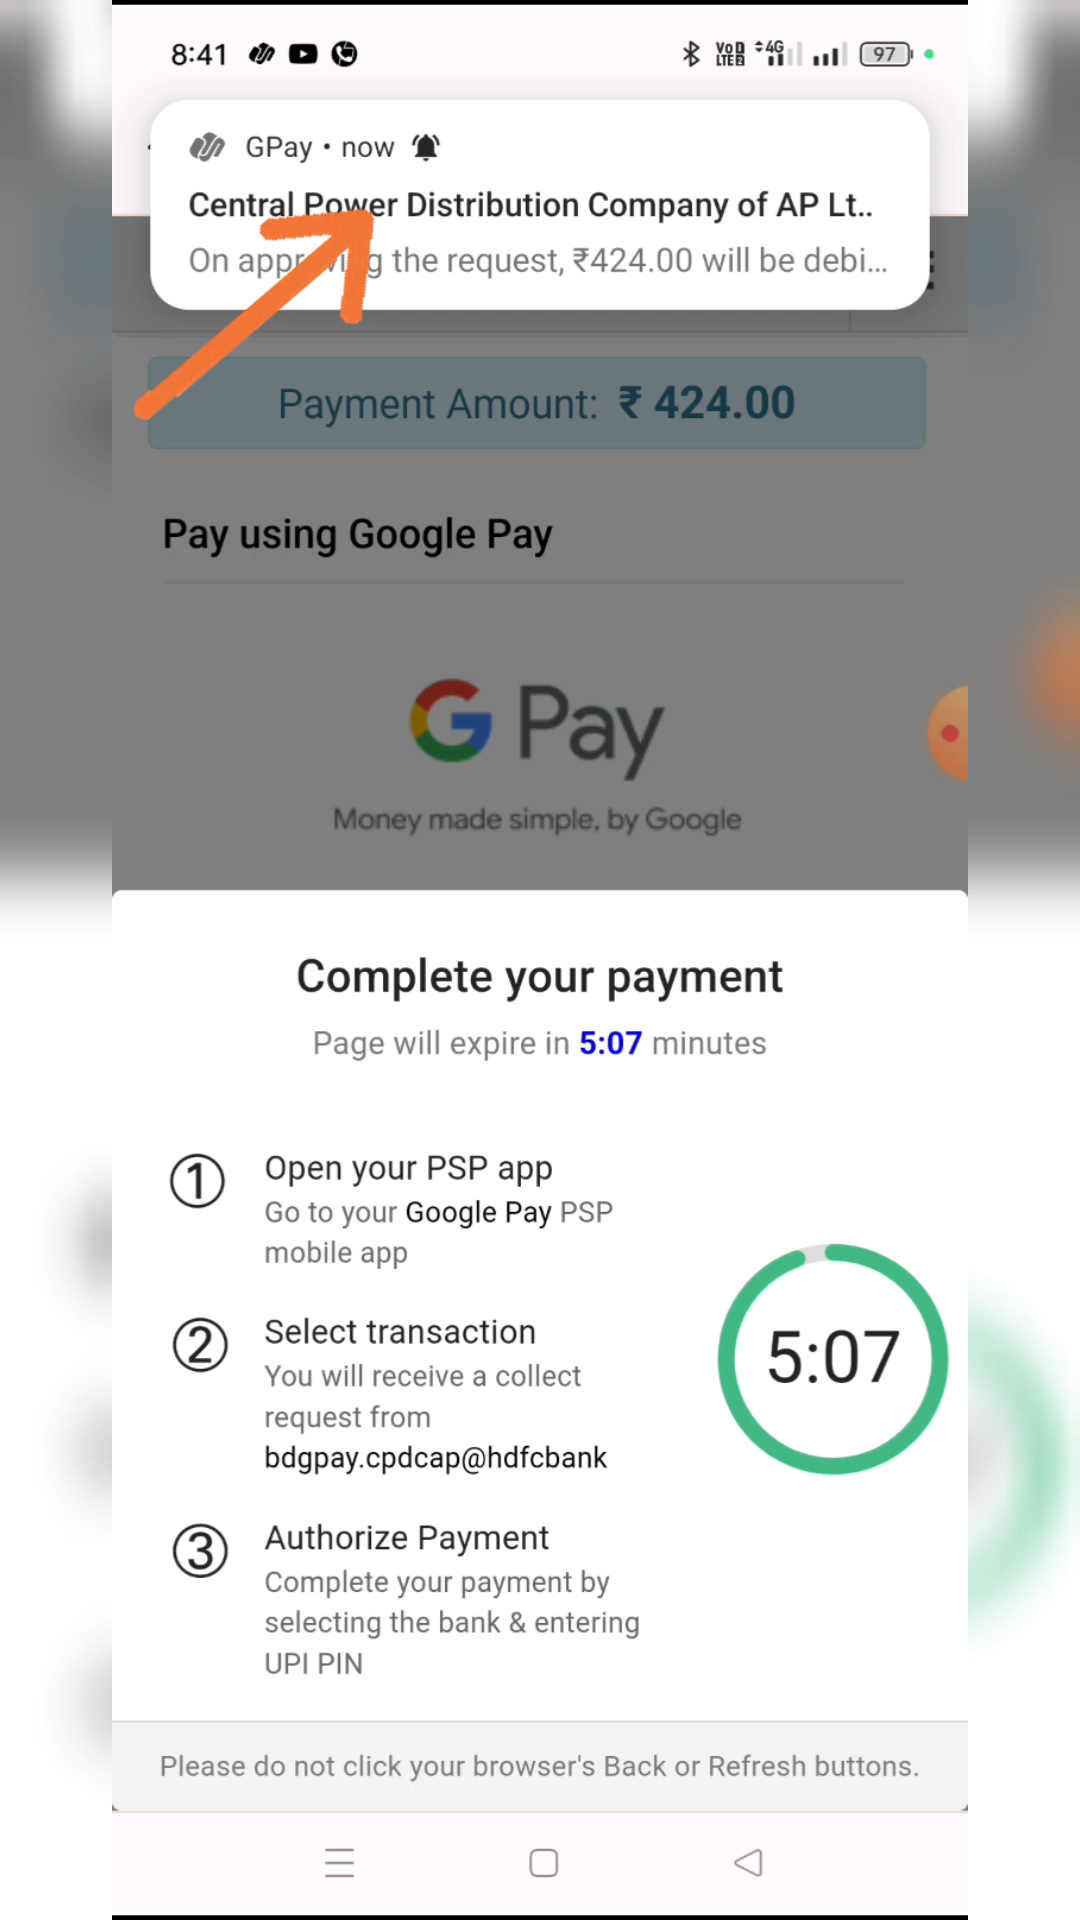 8:41
Vo D
LTE 2
4G
97
GPay • now
Central Power Distribution Company of AP Lt..
On approving the request, ₹424.00 will be debi...
Payment Amount: ₹ 424.00
Pay using Google Pay
G Pay
Money made simple, by Google
Complete your payment
Page will expire in 5:07 minutes
1 Open your PSP app
Go to your Google Pay PSP
mobile app
2 Select transaction
You will receive a collect
request from
bdgpay.cpdcap@hdfcbank
5:07
3 Authorize Payment
Complete your payment by
selecting the bank & entering
UPI PIN
Please do not click your browser's Back or Refresh buttons.